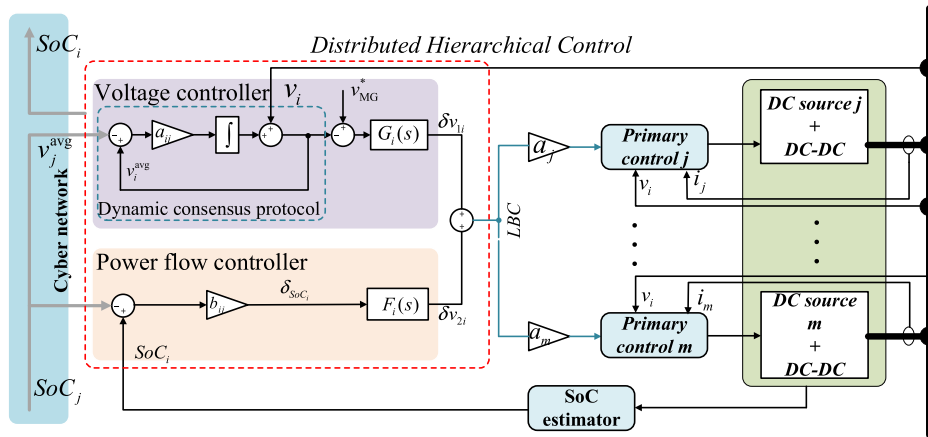 Distributed Hierarchical Control
SoC_i
v_j^avg
Cyber network
SoC_j
Voltage controller
v_i
v*_MG
a_ij
∫
G_i(s)
δv_1i
v_i^avg
Dynamic consensus protocol
Power flow controller
b_ij
δ_SoC_i
F_i(s)
δv_2i
SoC_i
LBC
a_j
Primary
control j
v_i
i_j
DC source j
+
DC-DC
a_m
Primary
control m
v_i
i_m
DC source
m
+
DC-DC
SoC
estimator